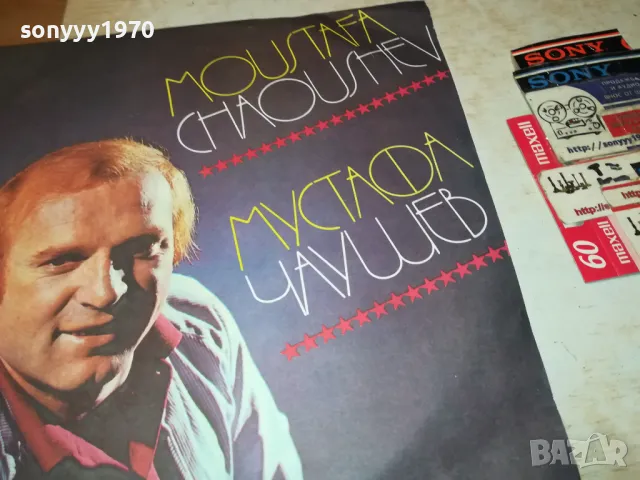 sonyyy1970
MOUSTAFA
CHAOUSHEV
МУСТАФА
ЧАУШЕВ
SONY
SONY
maxell
maxell
60
BAZAR